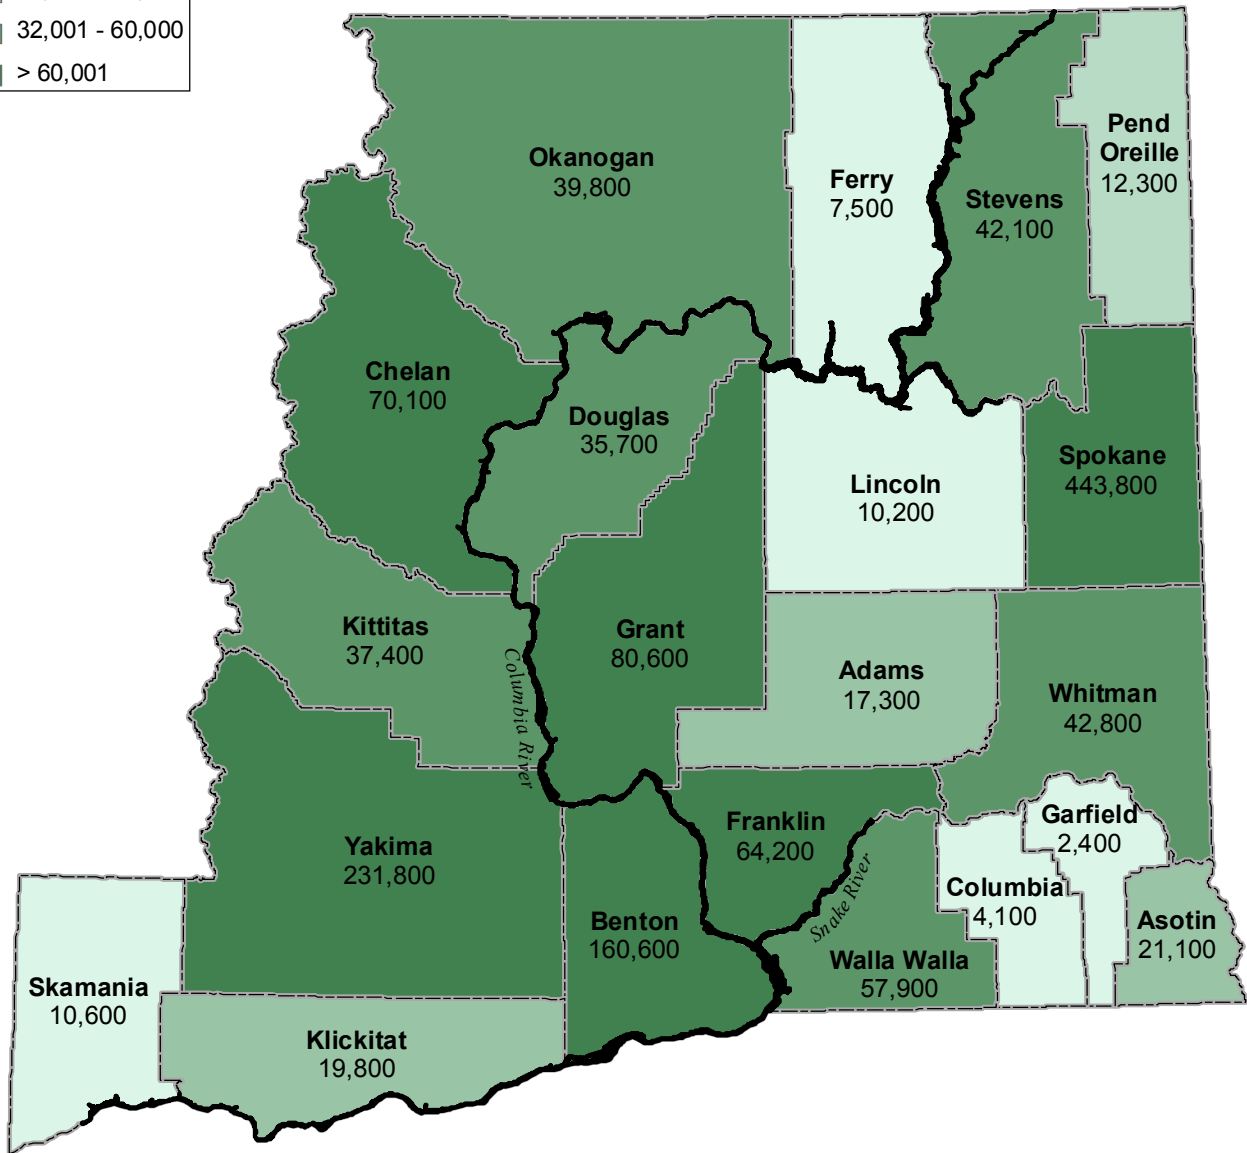 32,001 - 60,000
> 60,001
Okanogan
39,800
Ferry
7,500
Stevens
42,100
Pend
Oreille
12,300
Chelan
70,100
Douglas
35,700
Lincoln
10,200
Spokane
443,800
Kittitas
37,400
Columbia River
Grant
80,600
Adams
17,300
Whitman
42,800
Yakima
231,800
Benton
160,600
Franklin
64,200
Snake River
Walla Walla
57,900
Columbia
4,100
Garfield
2,400
Asotin
21,100
Skamania
10,600
Klickitat
19,800